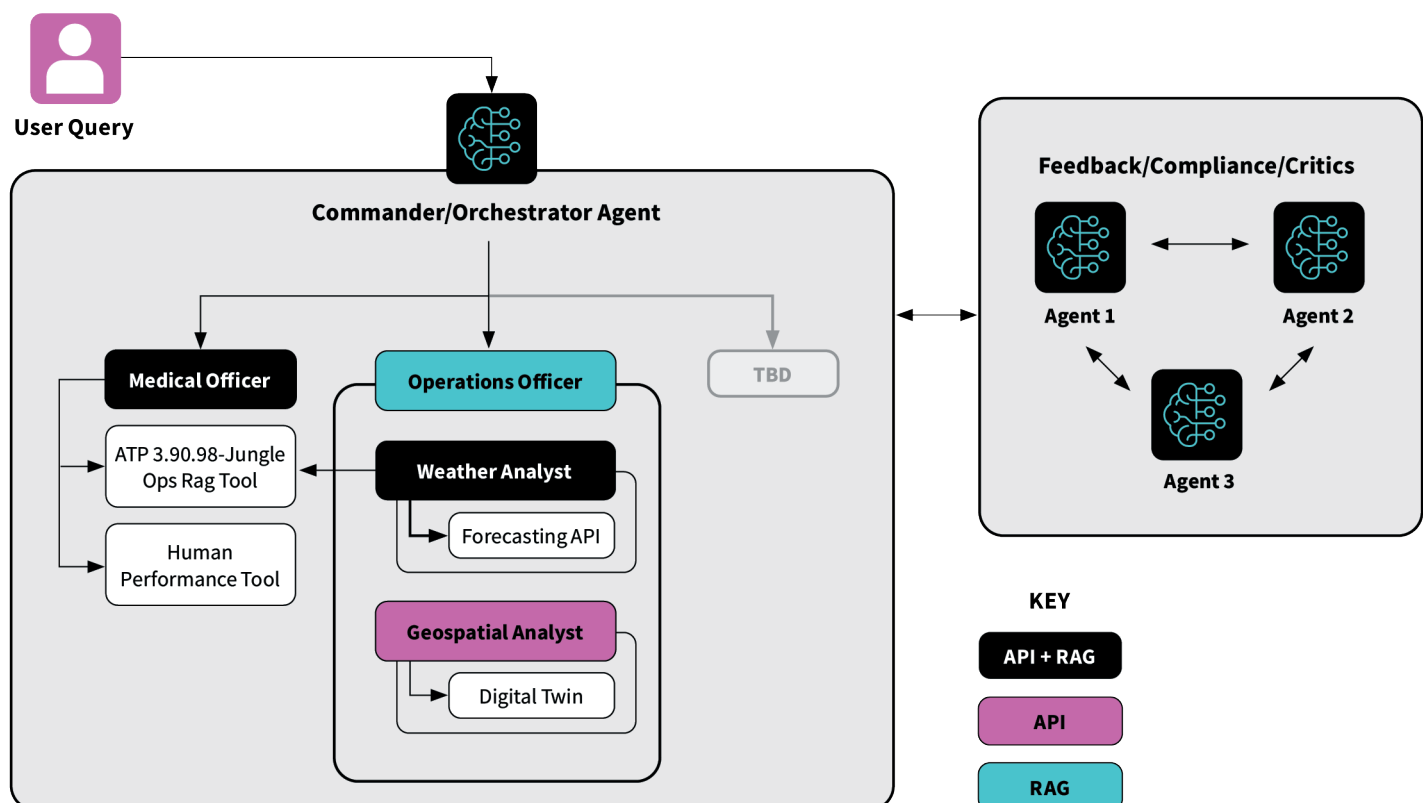 User Query
Commander/Orchestrator Agent
Medical Officer
ATP 3.90.98-Jungle
Ops Rag Tool
Human
Performance Tool
Operations Officer
Weather Analyst
Forecasting API
Geospatial Analyst
Digital Twin
TBD
Feedback/Compliance/Critics
Agent 1
Agent 2
Agent 3
KEY
API + RAG
API
RAG